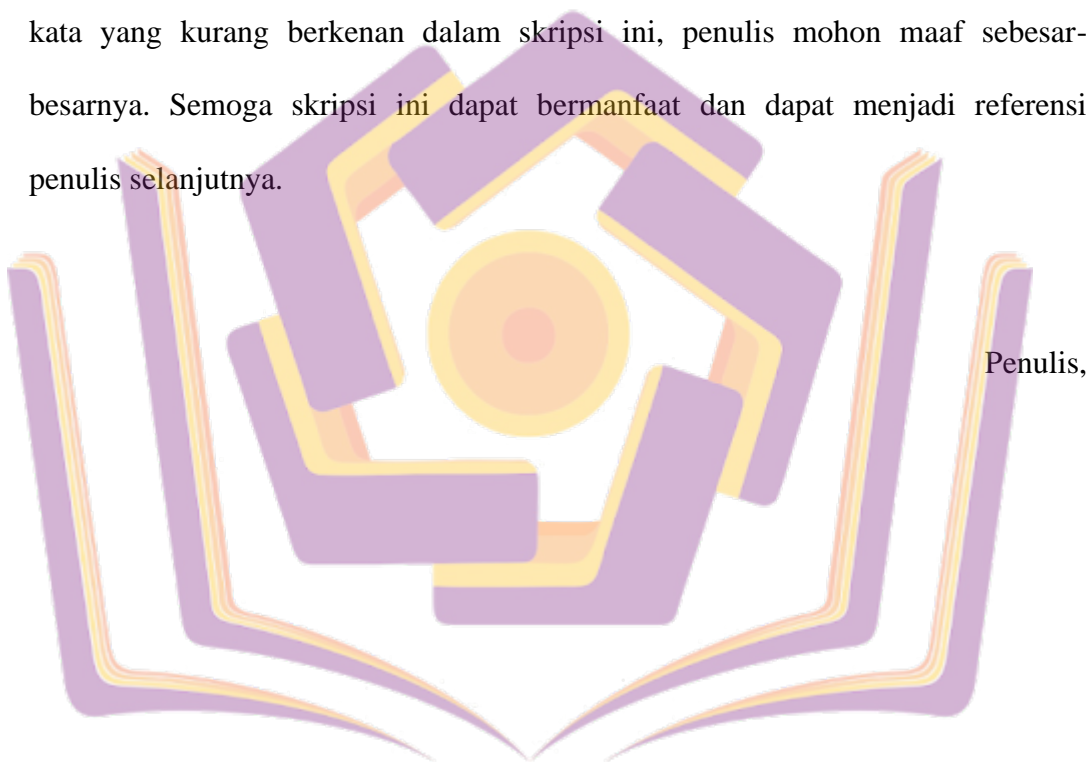 kata yang kurang berkenan dalam skripsi ini, penulis mohon maaf sebesar-
besarnya. Semoga skripsi ini dapat bermanfaat dan dapat menjadi referensi
penulis selanjutnya.
Penulis,